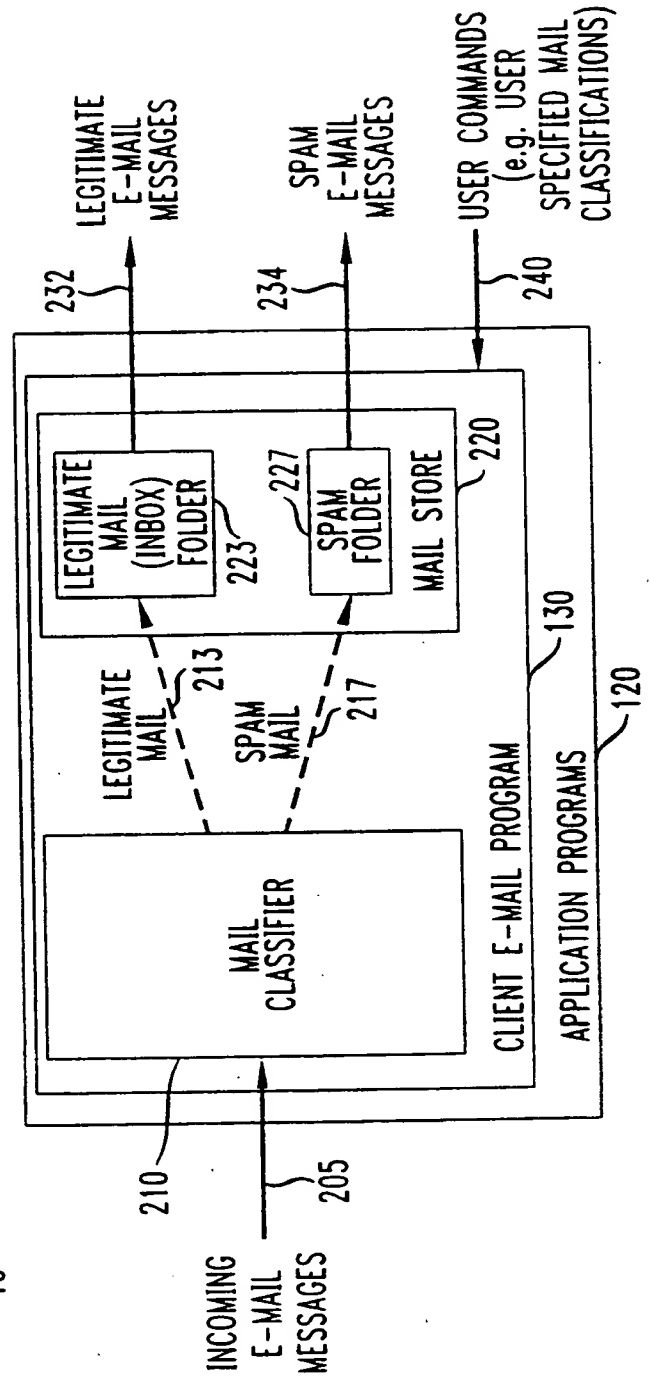 INCOMING
E-MAIL
MESSAGES
205
210
MAIL
CLASSIFIER
LEGITIMATE
MAIL
213
SPAM
MAIL
217
LEGITIMATE
MAIL
(INBOX)
FOLDER
223
227
SPAM
FOLDER
MAIL STORE
220
CLIENT E-MAIL PROGRAM
130
APPLICATION PROGRAMS
120
232
LEGITIMATE
E-MAIL
MESSAGES
234
SPAM
E-MAIL
MESSAGES
240
USER COMMANDS
(e.g. USER
SPECIFIED MAIL
CLASSIFICATIONS)